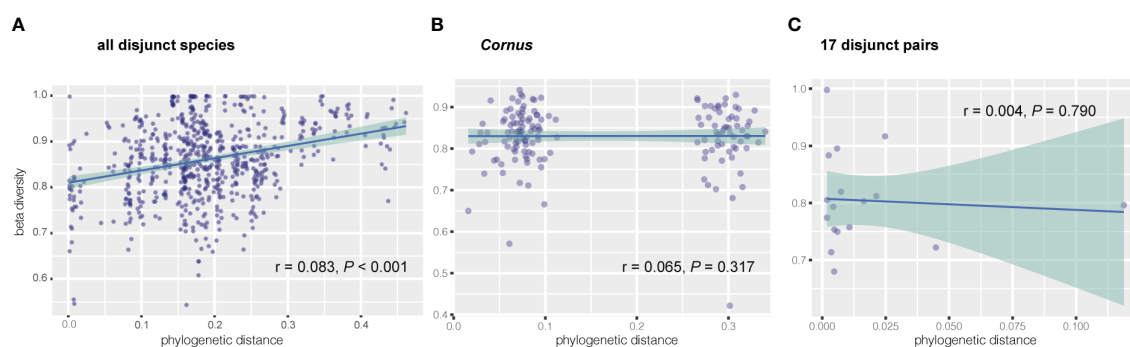 A
all disjunct species
B
Cornus
C
17 disjunct pairs
beta diversity
1.0
0.9
0.8
0.7
0.6
r = 0.083, P < 0.001
0.0 0.1 0.2 0.3 0.4
phylogenetic distance
0.9
0.8
0.7
0.6
0.5
0.4
r = 0.065, P = 0.317
0.0 0.1 0.2 0.3
phylogenetic distance
1.0
0.9
0.8
0.7
r = 0.004, P = 0.790
0.000 0.025 0.050 0.075 0.100
phylogenetic distance